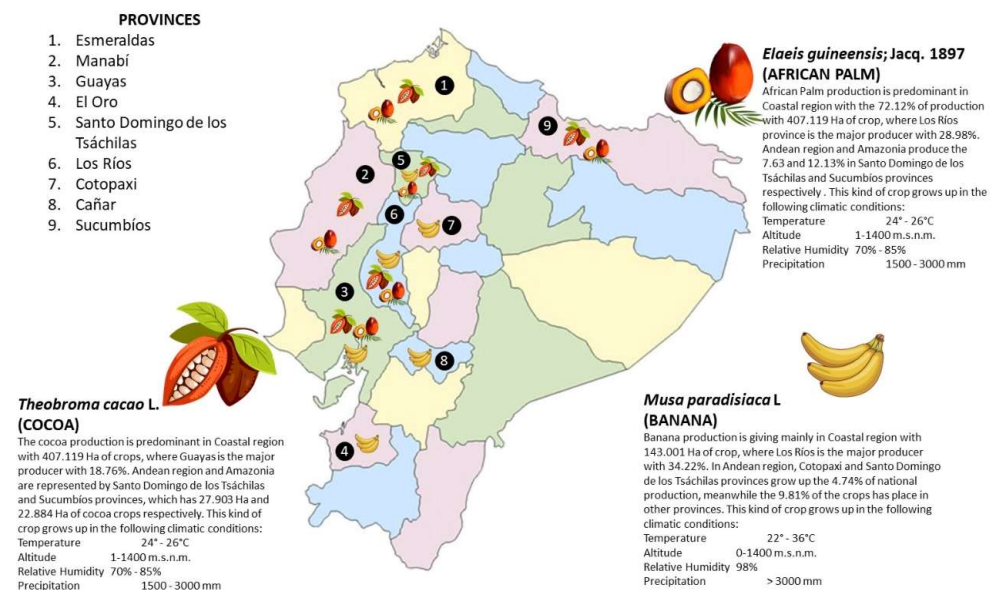 PROVINCES
1. Esmeraldas
2. Manabí
3. Guayas
4. El Oro
5. Santo Domingo de los
Tsáchilas
6. Los Ríos
7. Cotopaxi
8. Cañar
9. Sucumbíos
1
9
5
2
6
7
3
8
4
Elaeis guineensis; Jacq. 1897
(AFRICAN PALM)
African Palm production is predominant in
Coastal region with the 72.12% of production
with 407.119 Ha of crop, where Los Ríos
province is the major producer with 28.98%.
Andean region and Amazonia produce the
7.63 and 12.13% in Santo Domingo de los
Tsáchilas and Sucumbíos provinces
respectively . This kind of crop grows up in the
following climatic conditions:
Temperature 24° - 26°C
Altitude 1-1400 m.s.n.m.
Relative Humidity 70% - 85%
Precipitation 1500 - 3000 mm
Theobroma cacao L.
(COCOA)
The cocoa production is predominant in Coastal region
with 407.119 Ha of crops, where Guayas is the major
producer with 18.76%. Andean region and Amazonia
are represented by Santo Domingo de los Tsáchilas
and Sucumbíos provinces, which has 27.903 Ha and
22.884 Ha of cocoa crops respectively. This kind of
crop grows up in the following climatic conditions:
Temperature 24° - 26°C
Altitude 1-1400 m.s.n.m.
Relative Humidity 70% - 85%
Precipitation 1500 - 3000 mm
Musa paradisiaca L
(BANANA)
Banana production is giving mainly in Coastal region with
143.001 Ha of crop, where Los Ríos is the major producer
with 34.22%. In Andean region, Cotopaxi and Santo Domingo
de los Tsáchilas provinces grow up the 4.74% of national
production, meanwhile the 9.81% of the crops has place in
other provinces. This kind of crop grows up in the following
climatic conditions:
Temperature 22° - 36°C
Altitude 0-1400 m.s.n.m.
Relative Humidity 98%
Precipitation > 3000 mm